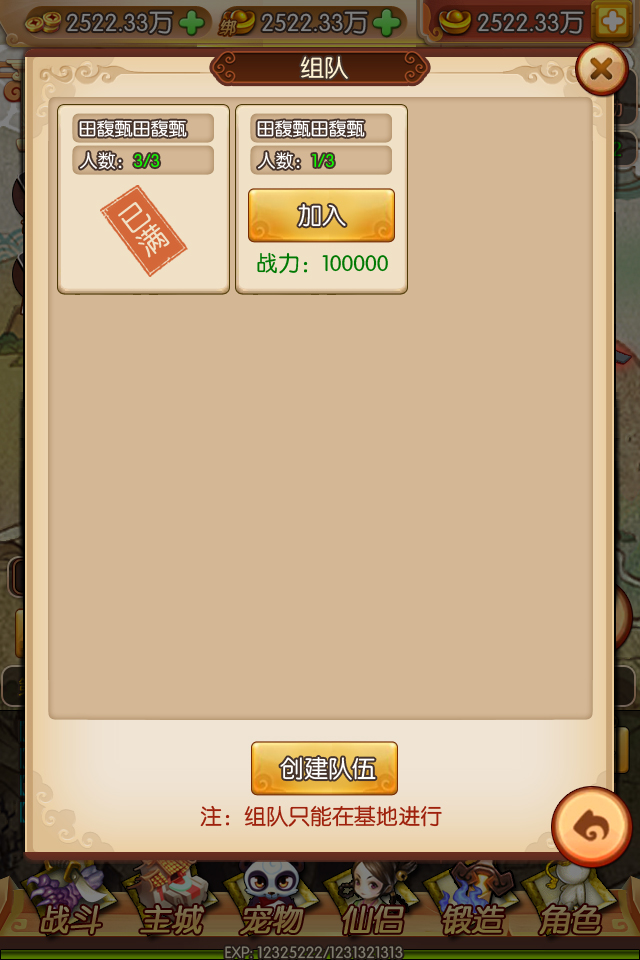 2522.33万 绑 2522.33万 2522.33万
组队
田馥甄田馥甄 田馥甄田馥甄
人数：3/3 人数：1/3
已满
加入
战力：100000
创建队伍
注：组队只能在基地进行
战斗 主城 宠物 仙侣 锻造 角色
EXP: 12325222/1231321313